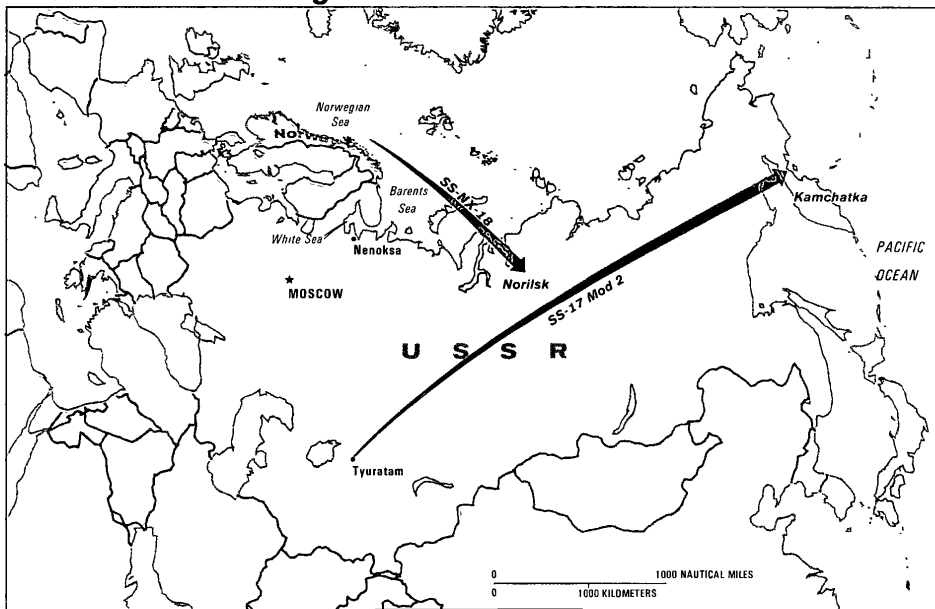 Norwegian
Sea
Barents
Sea
SS-NX-18
Kamchatka
White Sea
Nenoksa
PACIFIC
OCEAN
MOSCOW
Norilsk
SS-17 Mod 2
USSR
Tyuratam
0 1000 NAUTICAL MILES
0 1000 KILOMETERS